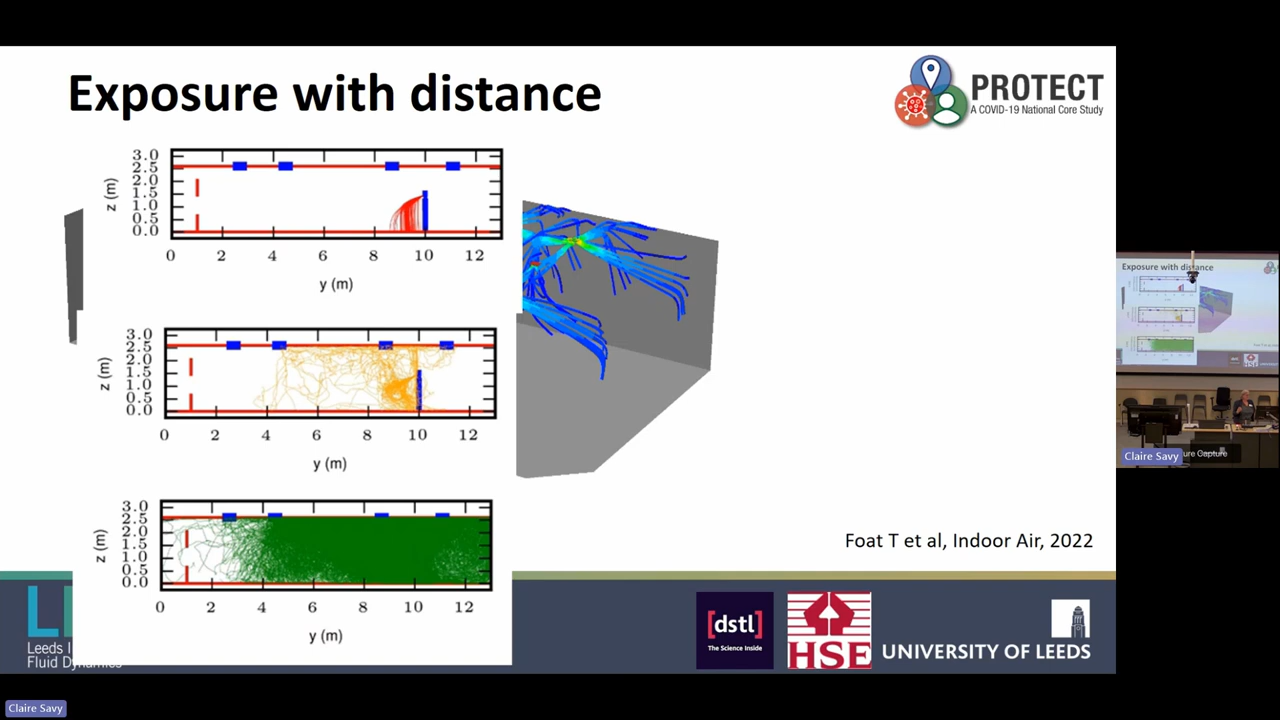 Exposure with distance
PROTECT
A COVID-19 National Core Study
3.0
2.5
2.0
1.5
1.0
0.5
0.0
z (m)
0 2 4 6 8 10 12
y (m)
3.0
2.5
2.0
1.5
1.0
0.5
0.0
z (m)
0 2 4 6 8 10 12
y (m)
3.0
2.5
2.0
1.5
1.0
0.5
0.0
z (m)
0 2 4 6 8 10 12
y (m)
Exposure with distance
Claire Savy
ure Capture
Foat T et al, Indoor Air, 2022
Leeds I
Fluid Dynamics
[dstl]
The Science Inside
HSE
UNIVERSITY OF LEEDS
Claire Savy